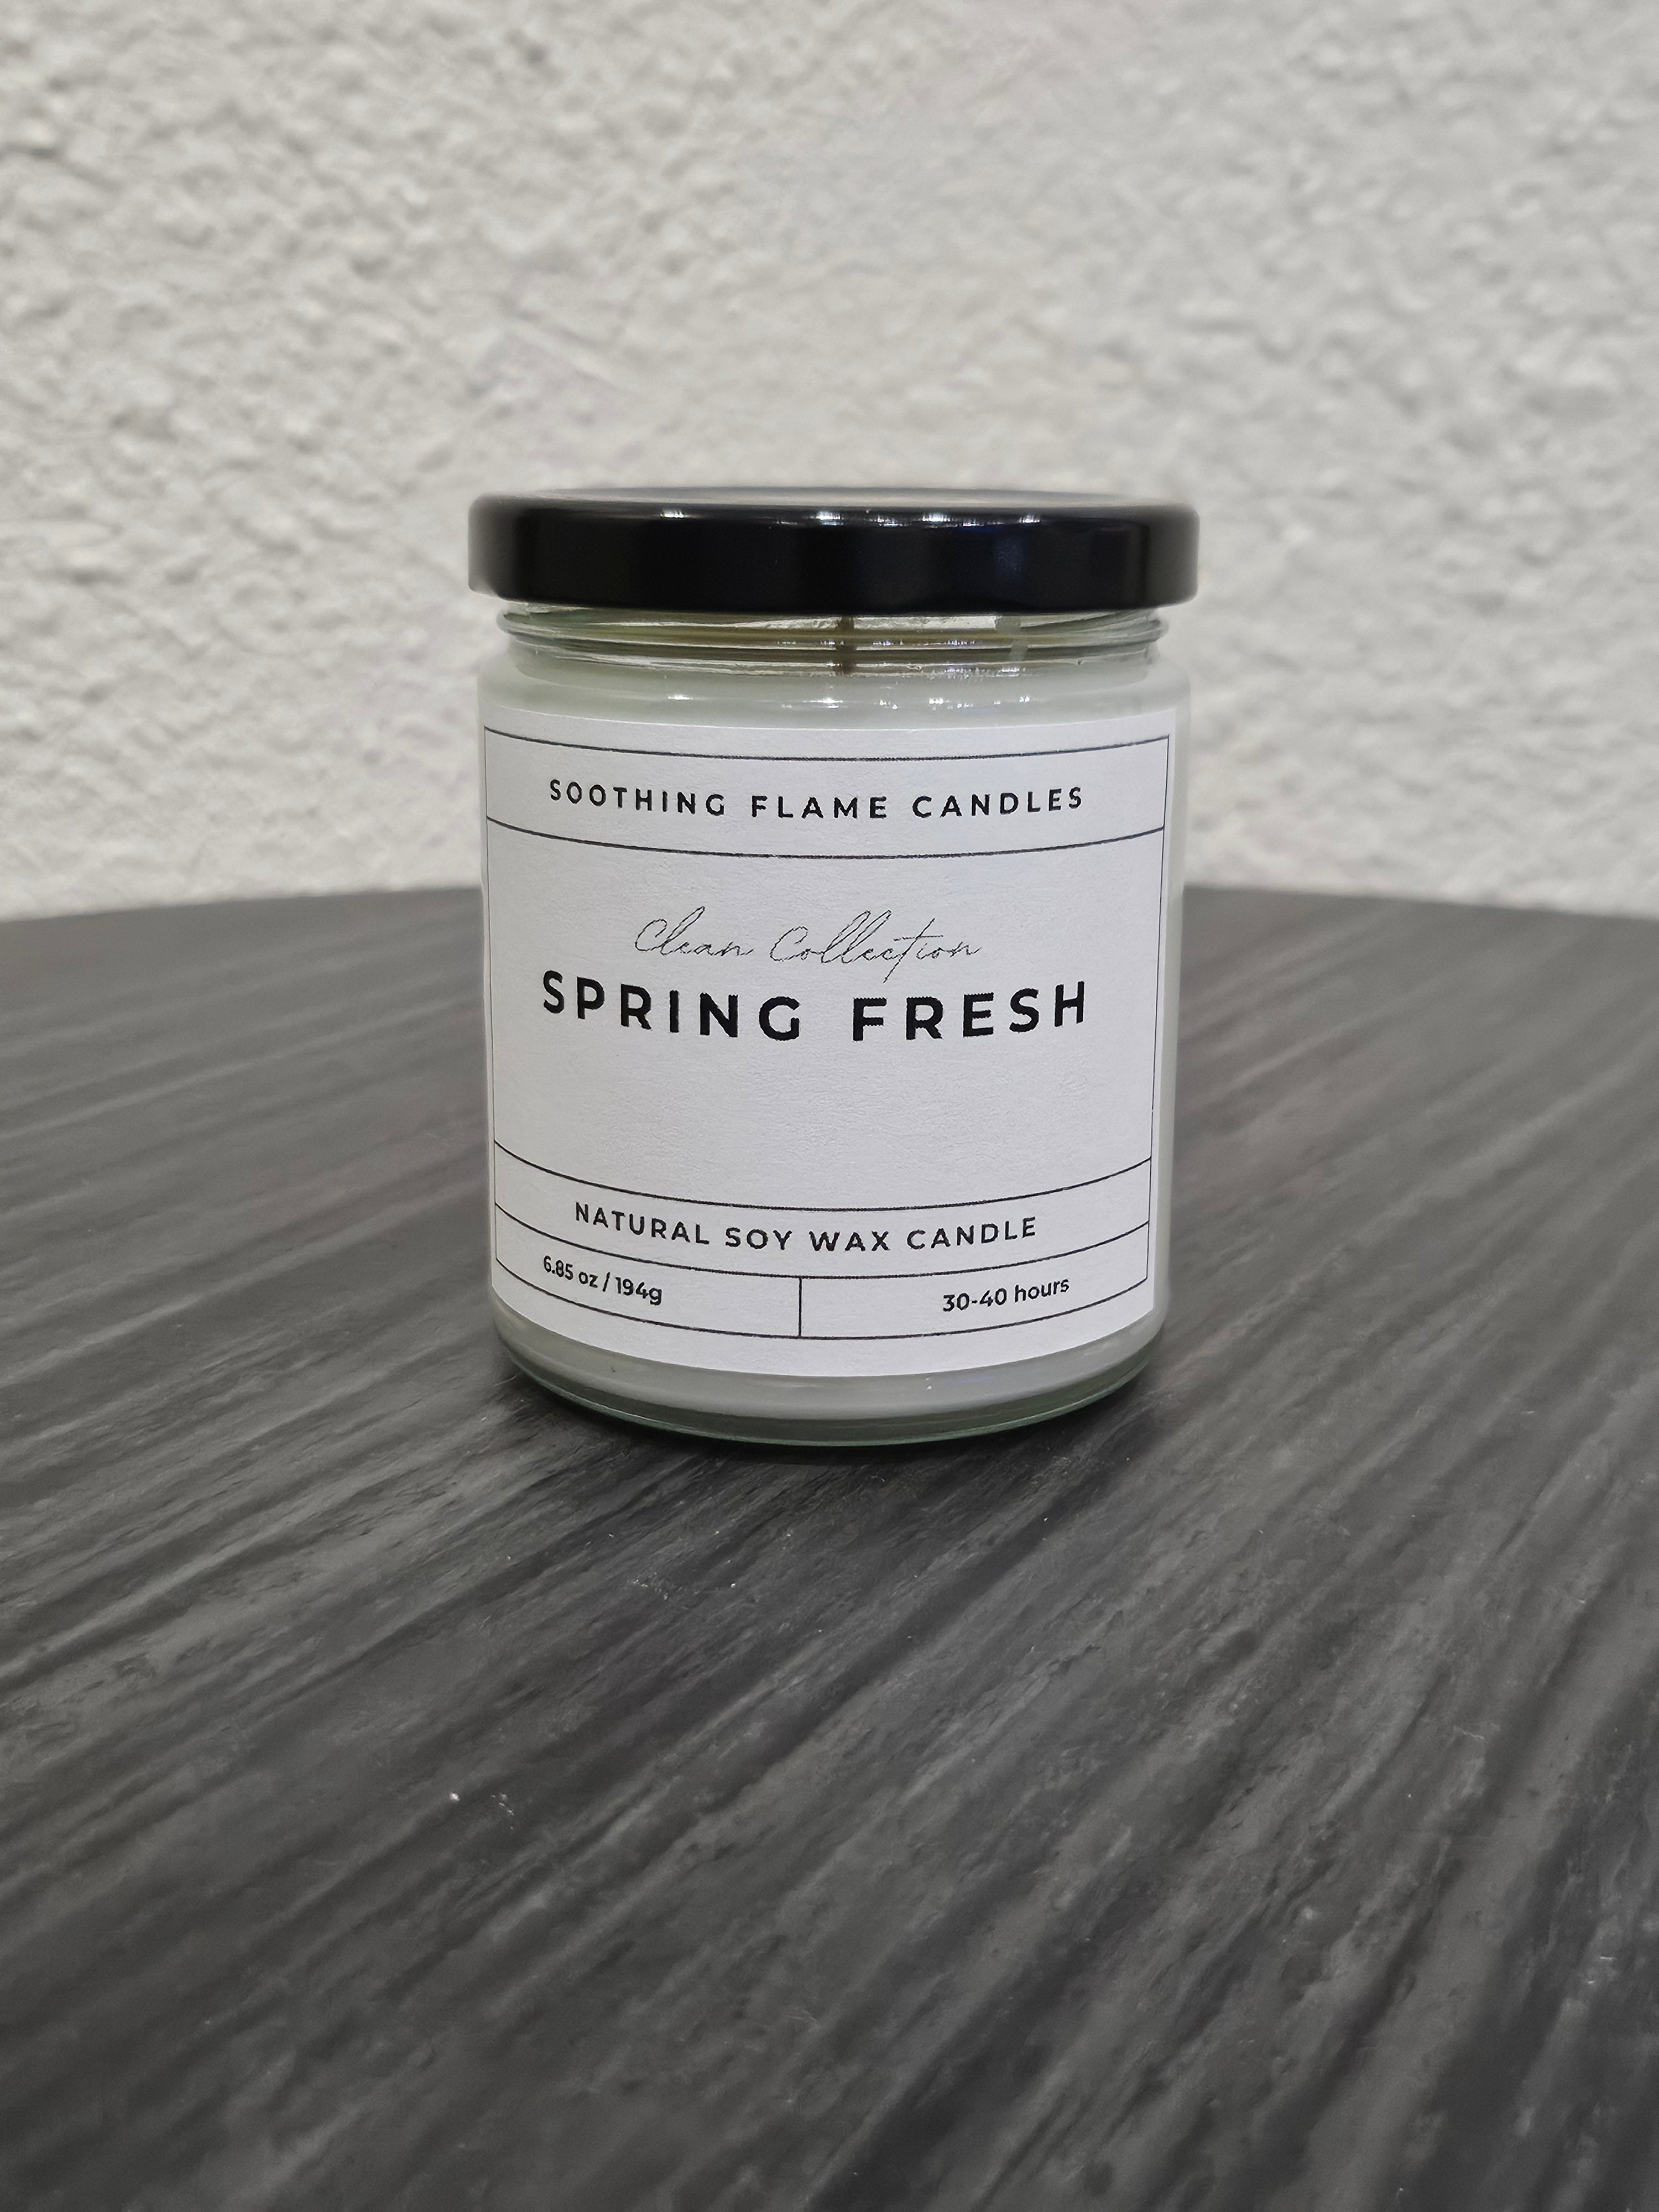 SOOTHING FLAME CANDLES
Clean Collection
SPRING FRESH
NATURAL SOY WAX CANDLE
6.85 oz / 194g
30-40 hours